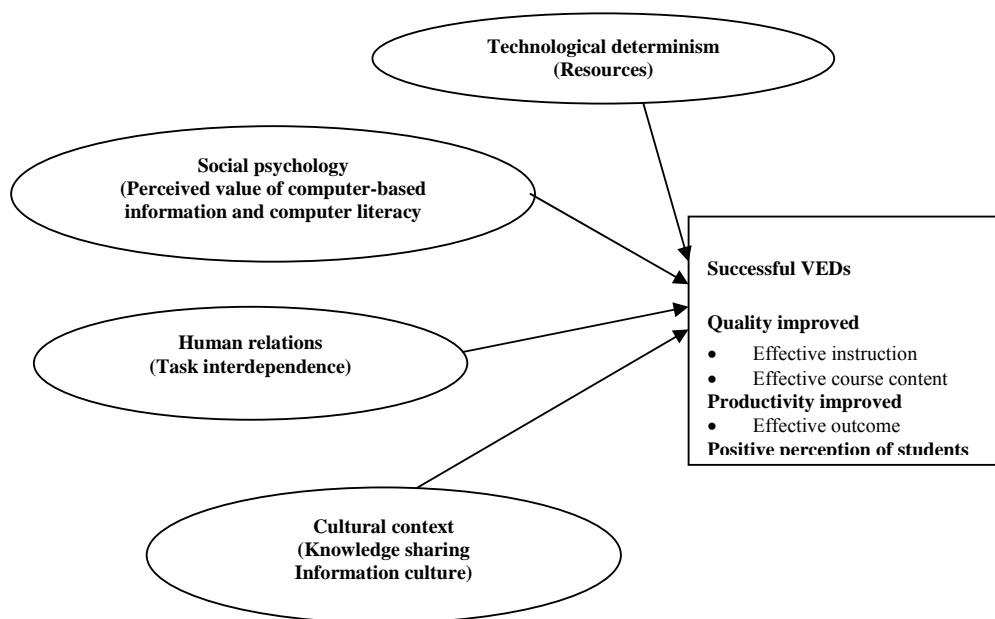 Technological determinism
(Resources)
Social psychology
(Perceived value of computer-based
information and computer literacy
Human relations
(Task interdependence)
Cultural context
(Knowledge sharing
Information culture)
Successful VEDs
Quality improved
• Effective instruction
• Effective course content
Productivity improved
• Effective outcome
Positive perception of students